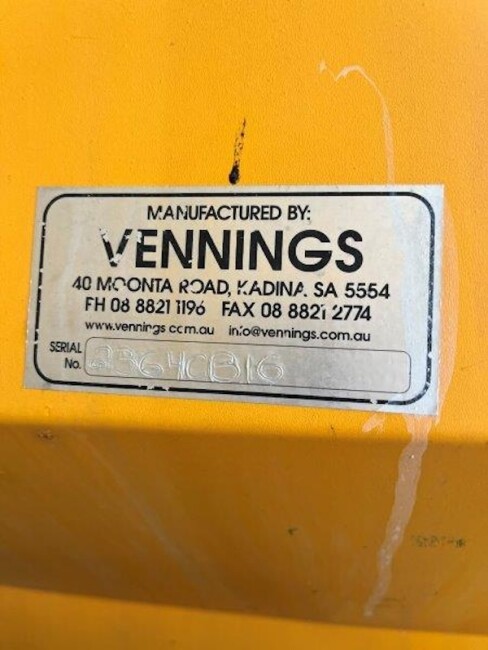 MANUFACTURED BY:
VENNINGS
40 MOONTA ROAD, KADINA SA 5554
PH 08 8821 1196 FAX 08 8821 2774
www.vennings.com.au info@vennings.com.au
SERIAL
No.